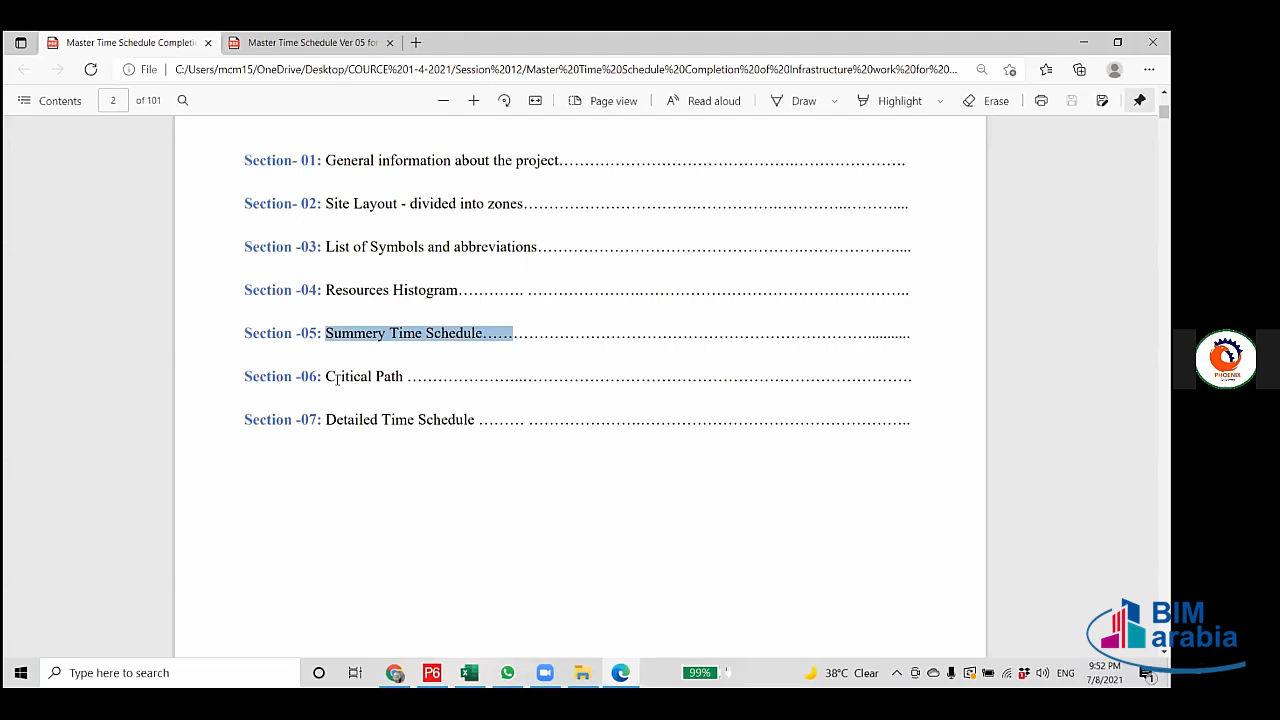 Master Time Schedule Completi
Master Time Schedule Ver 05 fo
File
C:/Users/mcm15/OneDrive/Desktop/COURCE%201-4-2021/Session%2012/Master%20Time%20Schedule%20Completion%20of%20Infrastructure%20work%20for%20...
Contents
2
of 101
Page view
Read aloud
Draw
Highlight
Erase
Section- 01: General information about the project……………………………………….………………….
Section- 02: Site Layout - divided into zones…………………………….……………….……….………....
Section -03: List of Symbols and abbreviations……………………………………………………………....
Section -04: Resources Histogram…………. ………………….……………………………………………..
Section -05: Summery Time Schedule…………………………………………………………………..........
Section -06: Critical Path …………………..……………………………………………………………………
Section -07: Detailed Time Schedule ……… ………………….……………………………………………..
PHOENIX
BIM
arabia
Type here to search
P6
99%
38°C Clear
ENG
9:52 PM
7/8/2021
1